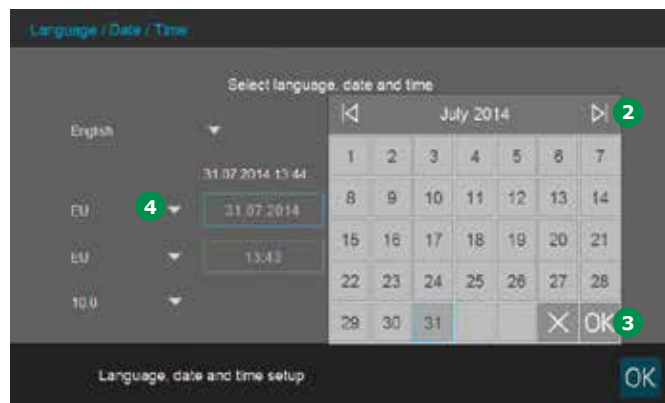 Language / Date / Time
Select language, date and time
July 2014
2
English
1 2 3 4 5 6 7
31.07.2014 13:44
8 9 10 11 12 13 14
EU
4
31.07.2014
15 16 17 18 19 20 21
EU
13:43
22 23 24 25 26 27 28
10.0
29 30 31
OK
3
Language, date and time setup
OK